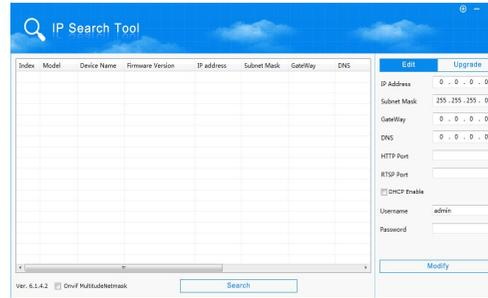 IP Search Tool
Index Model Device Name Firmware Version IP address Subnet Mask GateWay DNS
Edit Upgrade
IP Address 0 . 0 . 0 . 0
Subnet Mask 255 . 255 . 255 . 0
GateWay 0 . 0 . 0 . 0
DNS 0 . 0 . 0 . 0
HTTP Port
RTSP Port
DHCP Enable
Username admin
Password
Modify
Ver. 6.1.4.2 Onvif MultitudeNetmask Search